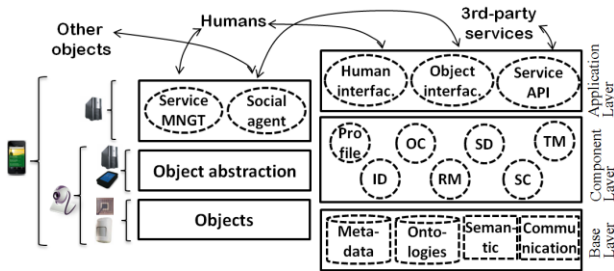 Other
objects
Humans
3rd-party
services
Service
MNGT
Social
agent
Object abstraction
Objects
Human
interfac.
Object
interfac.
Service
API
Application
Layer
Pro
file
OC
SD
TM
ID
RM
SC
Component
Layer
Meta-
data
Onto-
logies
Seman-
tic
Commu
nication
Base
Layer